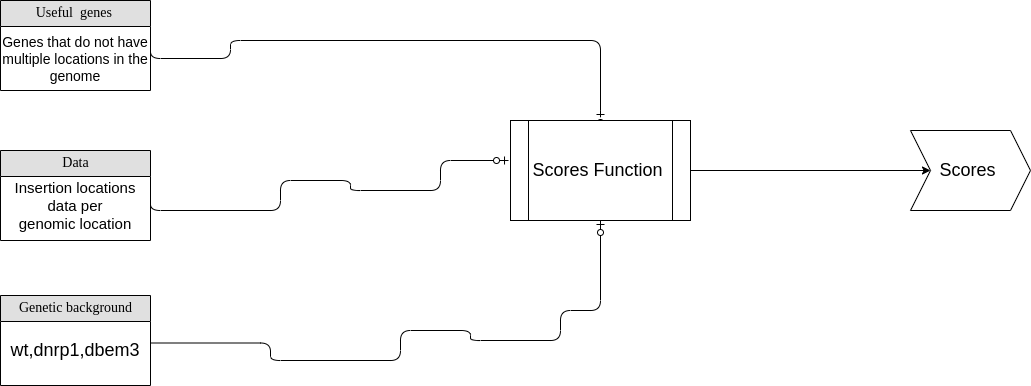 Useful genes
Genes that do not have
multiple locations in the
genome
Data
Insertion locations
data per
genomic location
Genetic background
wt,dnrp1,dbem3
Scores Function
Scores